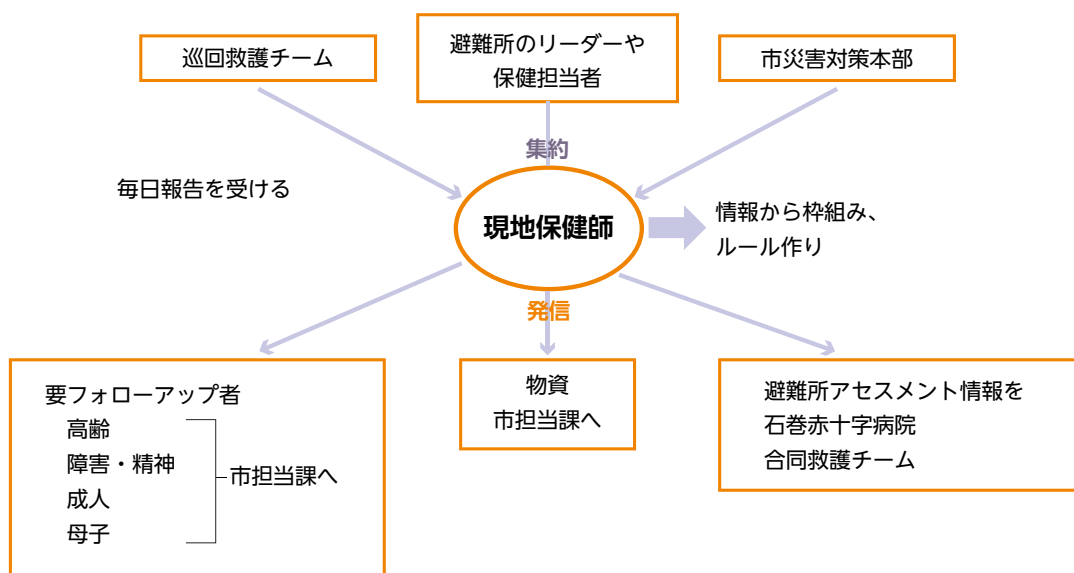 巡回救護チーム
避難所のリーダーや
保健担当者
市災害対策本部
集約
毎日報告を受ける
現地保健師
情報から枠組み、
ルール作り
発信
要フォローアップ者
高齢
障害・精神
成人
母子
市担当課へ
物資
市担当課へ
避難所アセスメント情報を
石巻赤十字病院
合同救護チーム